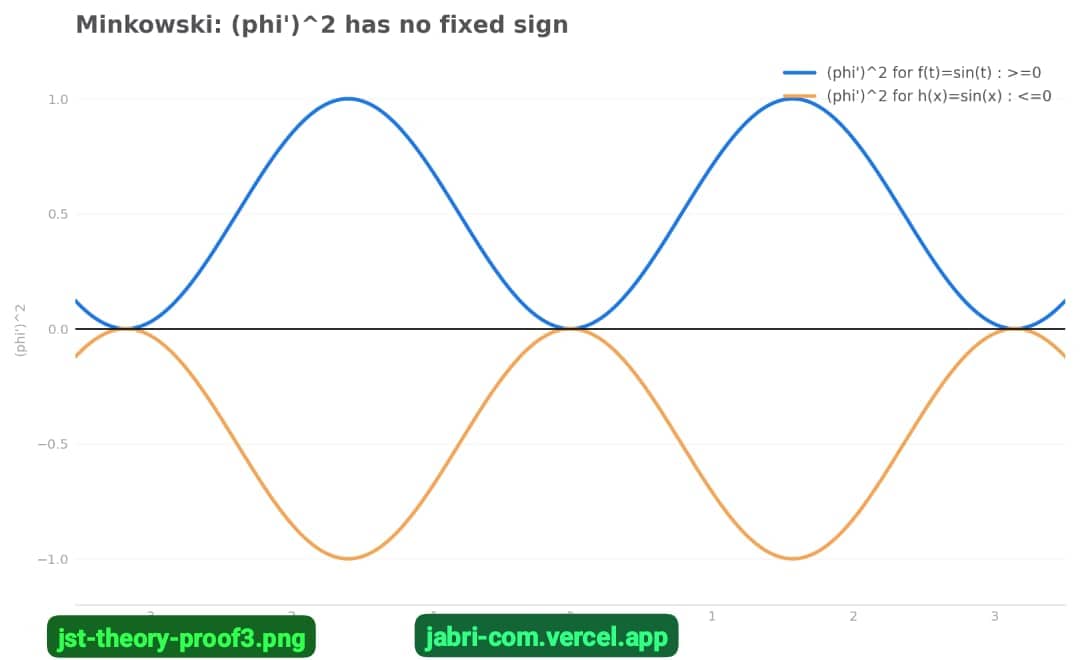 Minkowski: (phi')^2 has no fixed sign
(phi')^2 for f(t)=sin(t) : >=0
(phi')^2 for h(x)=sin(x) : <=0
1.0
0.5
0.0
−0.5
−1.0
(phi')^2
1
2
3
jst-theory-proof3.png
jabri-com.vercel.app